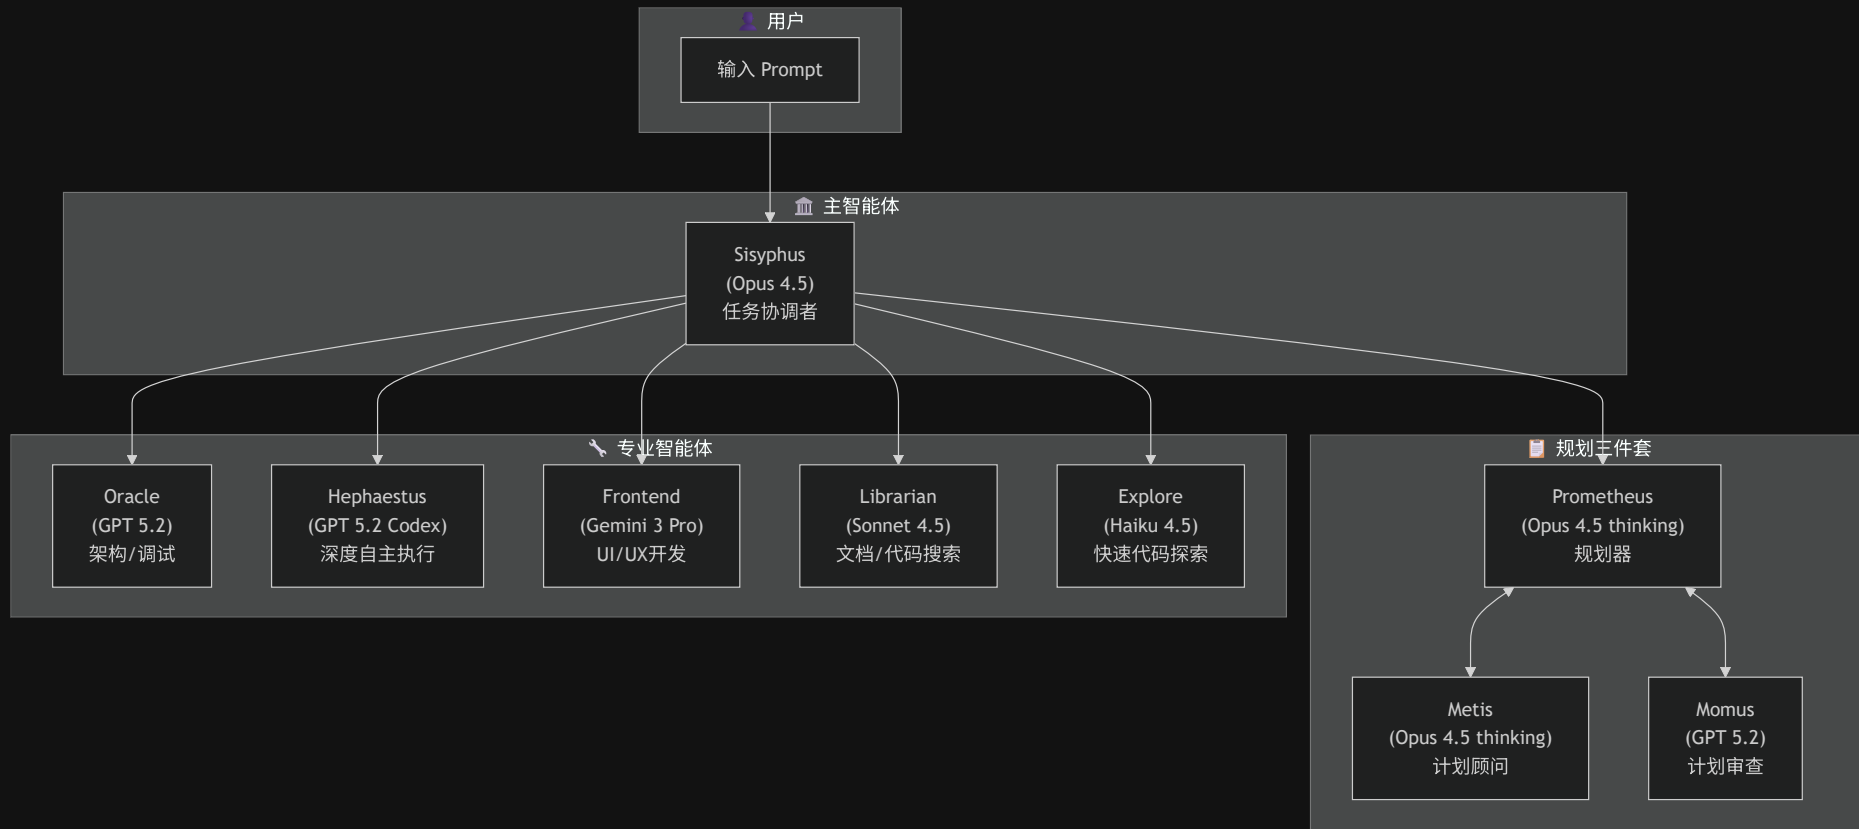 👤 用户
输入 Prompt
🏛️ 主智能体
Sisyphus
(Opus 4.5)
任务协调者
🔧 专业智能体
Oracle
(GPT 5.2)
架构/调试
Hephaestus
(GPT 5.2 Codex)
深度自主执行
Frontend
(Gemini 3 Pro)
UI/UX开发
Librarian
(Sonnet 4.5)
文档/代码搜索
Explore
(Haiku 4.5)
快速代码探索
📋 规划三件套
Prometheus
(Opus 4.5 thinking)
规划器
Metis
(Opus 4.5 thinking)
计划顾问
Momus
(GPT 5.2)
计划审查